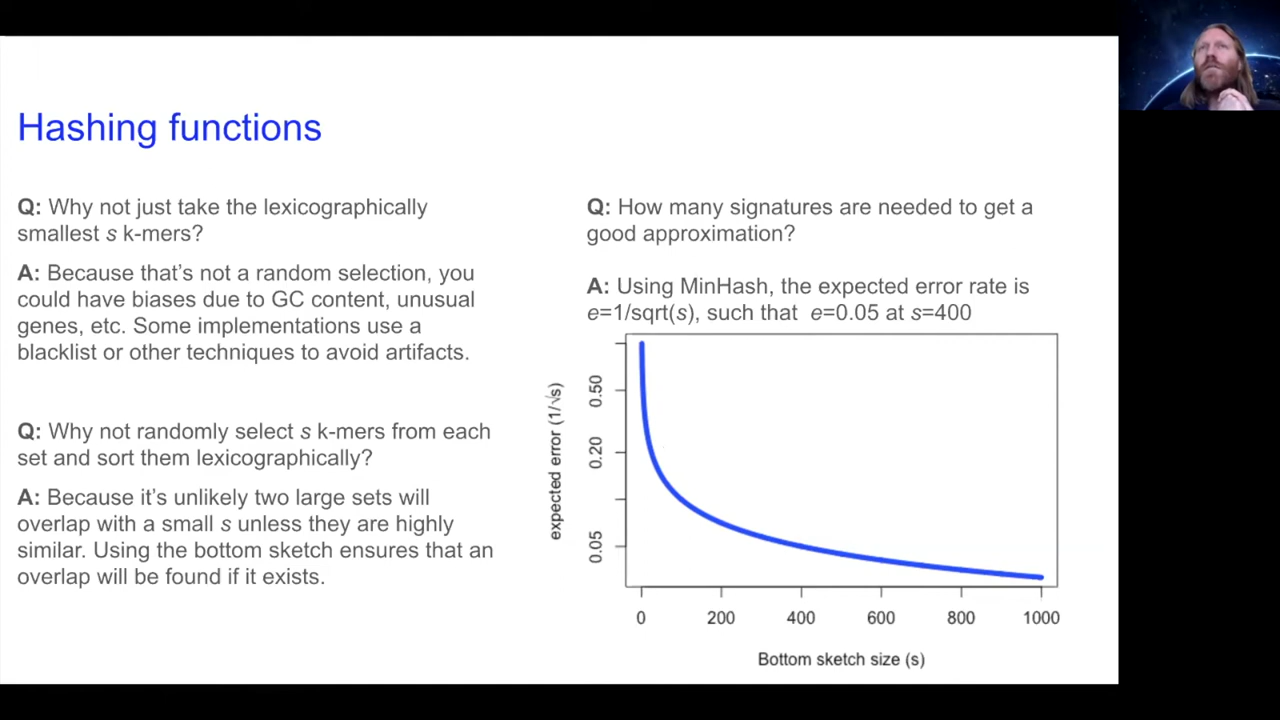 Hashing functions
Q: Why not just take the lexicographically
smallest s k-mers?
A: Because that’s not a random selection, you
could have biases due to GC content, unusual
genes, etc. Some implementations use a
blacklist or other techniques to avoid artifacts.
Q: Why not randomly select s k-mers from each
set and sort them lexicographically?
A: Because it’s unlikely two large sets will
overlap with a small s unless they are highly
similar. Using the bottom sketch ensures that an
overlap will be found if it exists.
Q: How many signatures are needed to get a
good approximation?
A: Using MinHash, the expected error rate is
e=1/sqrt(s), such that e=0.05 at s=400
expected error (1/√s)
0.50
0.20
0.05
0 200 400 600 800 1000
Bottom sketch size (s)